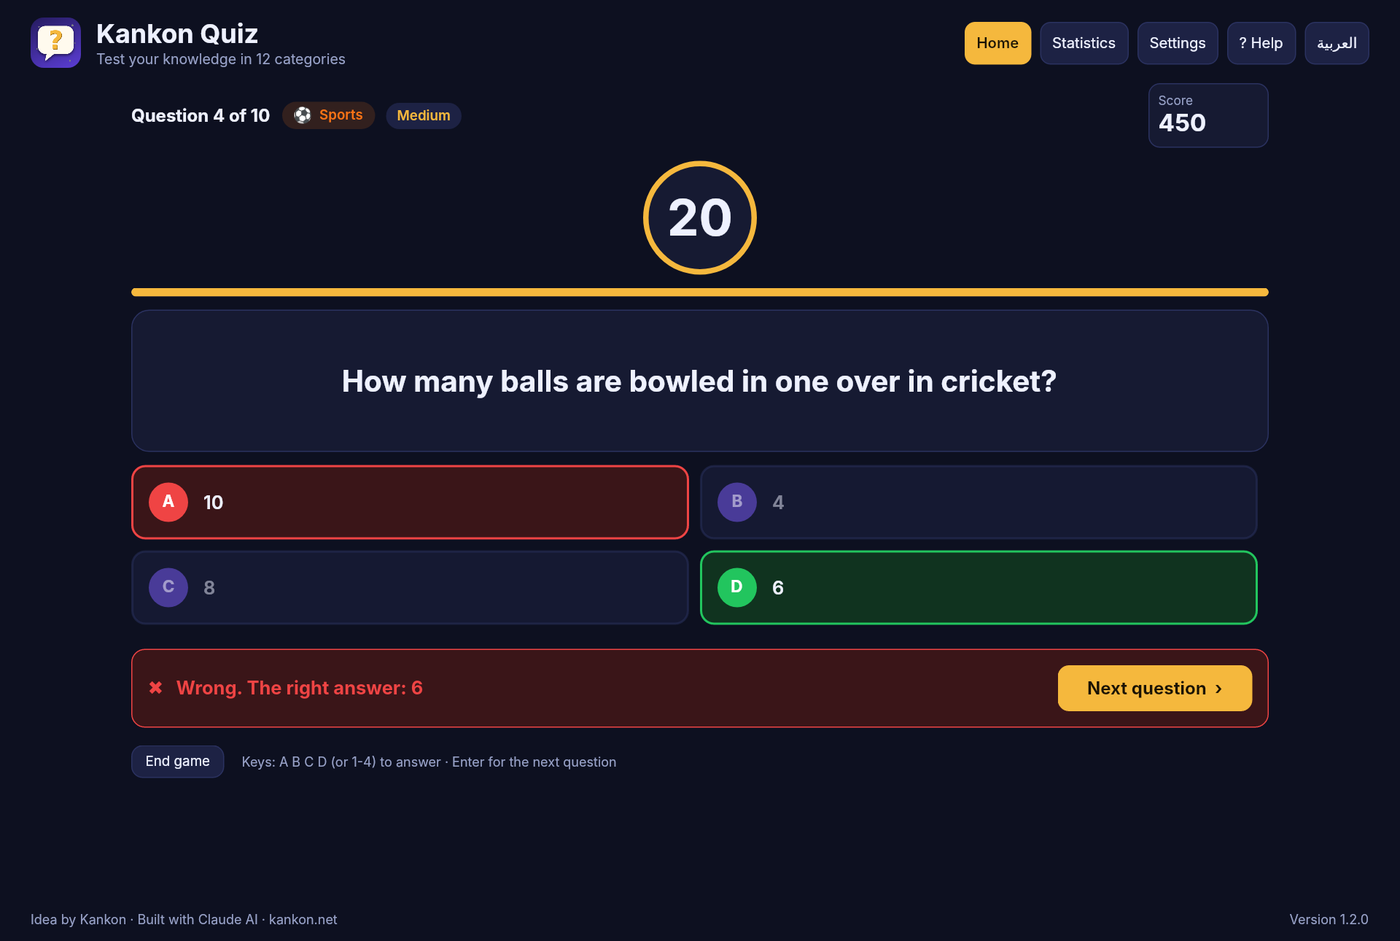 Kankon Quiz
Test your knowledge in 12 categories
Home
Statistics
Settings
? Help
العربية
Question 4 of 10
Sports
Medium
Score
450
20
How many balls are bowled in one over in cricket?
A 10
B 4
C 8
D 6
✖ Wrong. The right answer: 6
Next question ›
End game
Keys: A B C D (or 1-4) to answer · Enter for the next question
Idea by Kankon · Built with Claude AI · kankon.net
Version 1.2.0